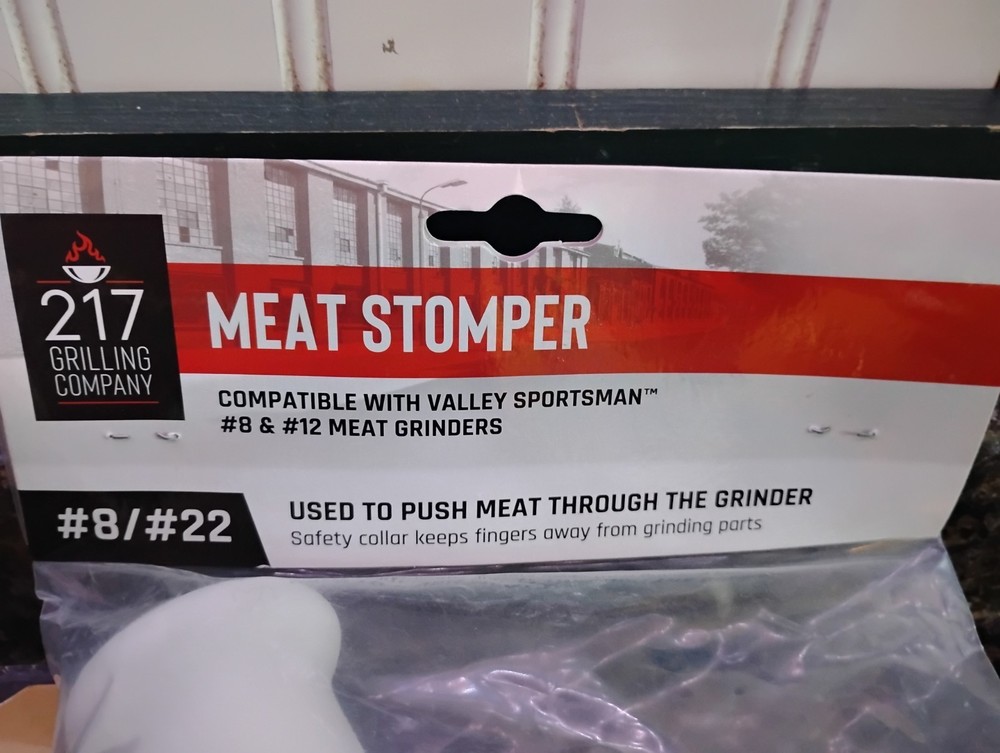 217
GRILLING
COMPANY
MEAT STOMPER
COMPATIBLE WITH VALLEY SPORTSMAN™
#8 & #12 MEAT GRINDERS
#8/#22
USED TO PUSH MEAT THROUGH THE GRINDER
Safety collar keeps fingers away from grinding parts